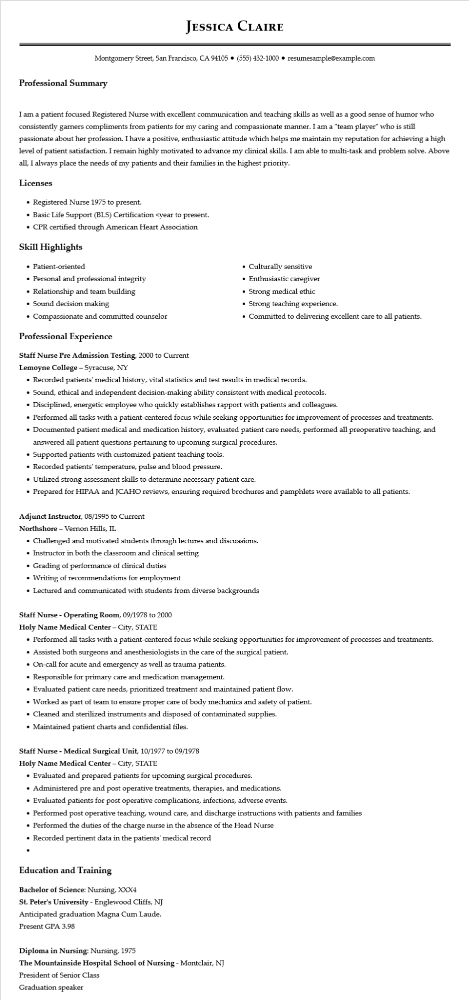 Jessica Claire
Montgomery Street, San Francisco, CA 94105 • (555) 432-1000 • resumesample@example.com
Professional Summary
I am a patient focused Registered Nurse with excellent communication and teaching skills as well as a good sense of humor who
consistently garners compliments from patients for my caring and compassionate manner. I am a "team player" who is still
passionate about her profession. I have a positive, enthusiastic attitude which helps me maintain my reputation for achieving a high
level of patient satisfaction. I remain highly motivated to advance my clinical skills. I am able to multi-task and problem solve. Above
all, I always place the needs of my patients and their families in the highest priority.
Licenses
• Registered Nurse 1975 to present.
• Basic Life Support (BLS) Certification <year to present.
• CPR certified through American Heart Association
Skill Highlights
• Patient-oriented
• Personal and professional integrity
• Relationship and team building
• Sound decision making
• Compassionate and committed counselor
• Culturally sensitive
• Enthusiastic caregiver
• Strong medical ethic
• Strong teaching experience.
• Committed to delivering excellent care to all patients.
Professional Experience
Staff Nurse Pre Admission Testing, 2000 to Current
Lemoyne College – Syracuse, NY
• Recorded patients' medical history, vital statistics and test results in medical records.
• Sound, ethical and independent decision-making ability consistent with medical protocols.
• Disciplined, energetic employee who quickly establishes rapport with patients and colleagues.
• Performed all tasks with a patient-centered focus while seeking opportunities for improvement of processes and treatments.
• Documented patient medical and medication history, evaluated patient care needs, performed all preoperative teaching, and
answered all patient questions pertaining to upcoming surgical procedures.
• Supported patients with customized patient teaching tools.
• Recorded patients' temperature, pulse and blood pressure.
• Utilized strong assessment skills to determine necessary patient care.
• Prepared for HIPAA and JCAHO reviews, ensuring required brochures and pamphlets were available to all patients.
Adjunct Instructor, 08/1995 to Current
Northshore – Vernon Hills, IL
• Challenged and motivated students through lectures and discussions.
• Instructor in both the classroom and clinical setting
• Grading of performance of clinical duties
• Writing of recommendations for employment
• Lectured and communicated with students from diverse backgrounds
Staff Nurse - Operating Room, 09/1978 to 2000
Holy Name Medical Center – City, STATE
• Performed all tasks with a patient-centered focus while seeking opportunities for improvement of processes and treatments.
• Assisted both surgeons and anesthesiologists in the care of the surgical patient.
• On-call for acute and emergency as well as trauma patients.
• Responsible for primary care and medication management.
• Evaluated patient care needs, prioritized treatment and maintained patient flow.
• Worked as part of team to ensure proper care of body mechanics and safety of patient.
• Cleaned and sterilized instruments and disposed of contaminated supplies.
• Maintained patient charts and confidential files.
Staff Nurse - Medical Surgical Unit, 10/1977 to 09/1978
Holy Name Medical Center – City, STATE
• Evaluated and prepared patients for upcoming surgical procedures.
• Administered pre and post operative treatments, therapies, and medications.
• Evaluated patients for post operative complications, infections, adverse events.
• Performed post operative teaching, wound care, and discharge instructions with patients and families
• Performed the duties of the charge nurse in the absence of the Head Nurse
• Recorded pertinent data in the patients' medical record
•
Education and Training
Bachelor of Science: Nursing, XXX4
St. Peter's University - Englewood Cliffs, NJ
Anticipated graduation Magna Cum Laude.
Present GPA 3.98
Diploma in Nursing: Nursing, 1975
The Mountainside Hospital School of Nursing - Montclair, NJ
President of Senior Class
Graduation speaker